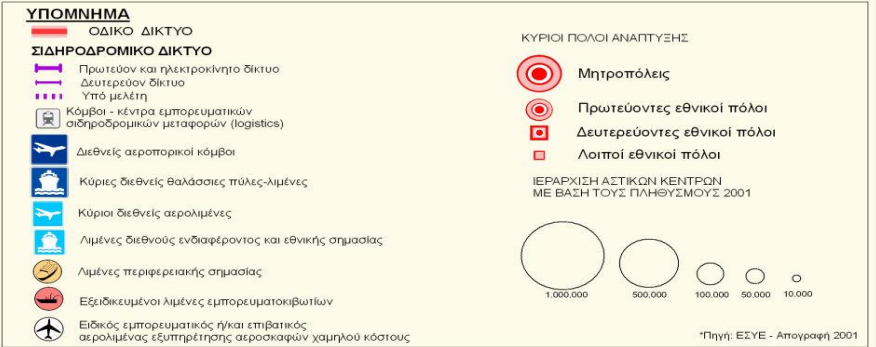 ΥΠΟΜΝΗΜΑ
ΟΔΙΚΟ ΔΙΚΤΥΟ
ΣΙΔΗΡΟΔΡΟΜΙΚΟ ΔΙΚΤΥΟ
Πρωτεύον και ηλεκτροκίνητο δίκτυο
Δευτερεύον δίκτυο
Υπό μελέτη
Κόμβοι - κέντρα εμπορευματικών
σιδηροδρομικών μεταφορών (logistics)
Διεθνείς αεροπορικοί κόμβοι
Κύριες διεθνείς θαλάσσιες πύλες-λιμένες
Κύριοι διεθνείς αερολιμένες
Λιμένες διεθνούς ενδιαφέροντος και εθνικής σημασίας
Λιμένες περιφερειακής σημασίας
Εξειδικευμένοι λιμένες εμπορευματοκιβωτίων
Ειδικός εμπορευματικός ή/και επιβατικός
αερολιμένας εξυπηρέτησης αεροσκαφών χαμηλού κόστους
ΚΥΡΙΟΙ ΠΟΛΟΙ ΑΝΑΠΤΥΞΗΣ
Μητροπόλεις
Πρωτεύοντες εθνικοί πόλοι
Δευτερεύοντες εθνικοί πόλοι
Λοιποί εθνικοί πόλοι
ΙΕΡΑΡΧΙΣΗ ΑΣΤΙΚΩΝ ΚΕΝΤΡΩΝ
ΜΕ ΒΑΣΗ ΤΟΥΣ ΠΛΗΘΥΣΜΟΥΣ 2001
1.000,000 500,000 100,000 50,000 10,000
*Πηγή: ΕΣΥΕ - Απογραφή 2001